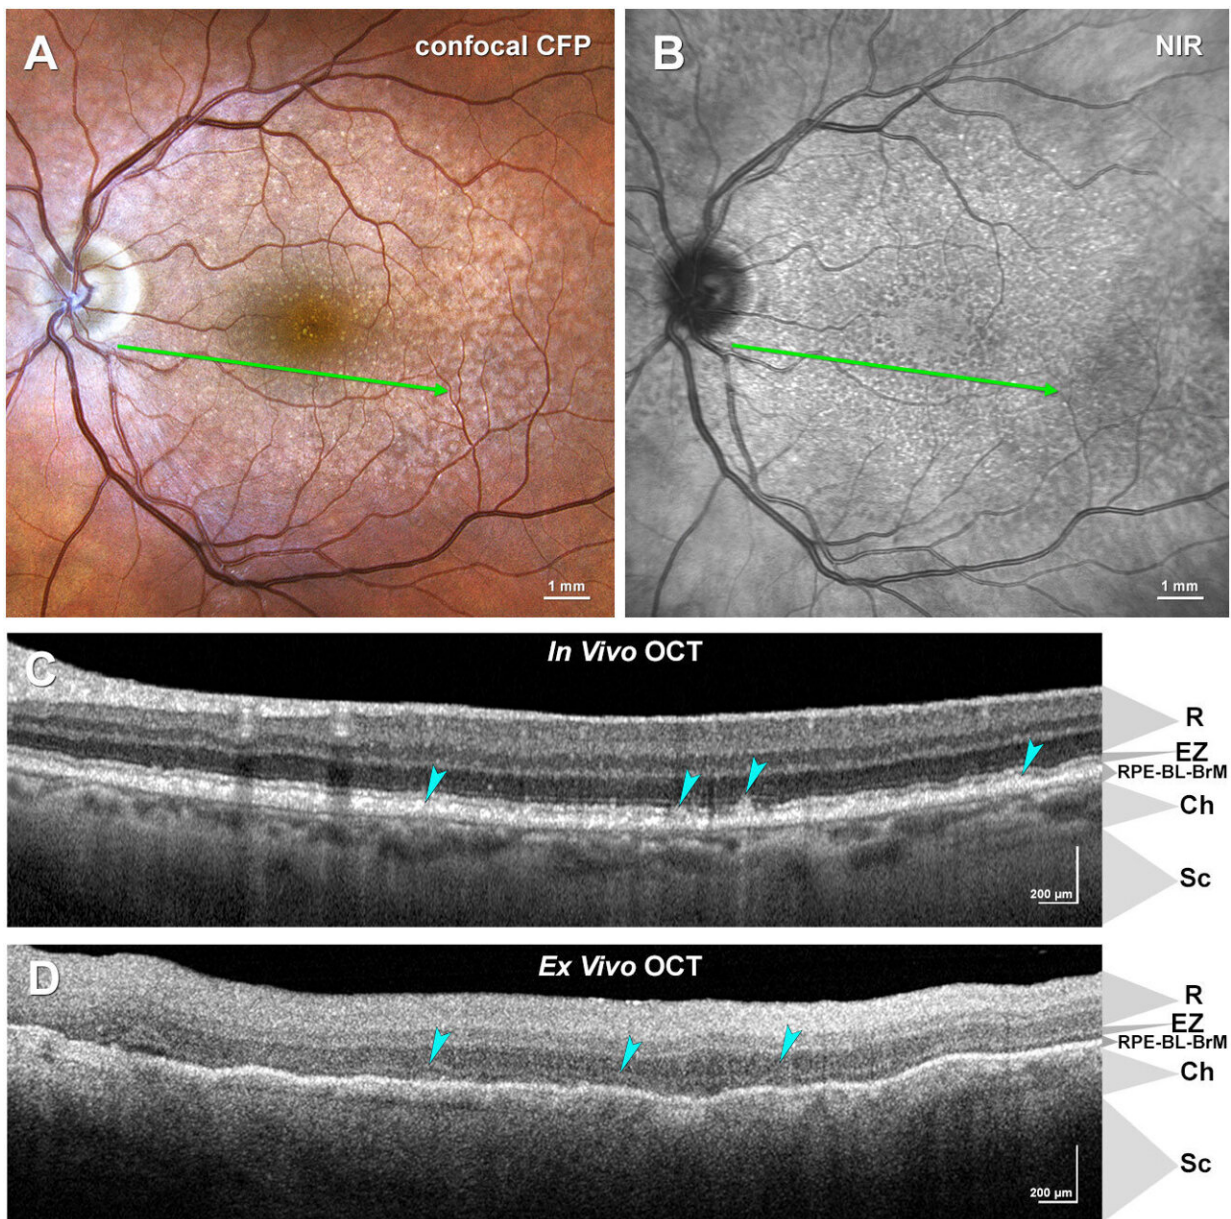 A
confocal CFP
1 mm
B
NIR
1 mm
C
In Vivo OCT
R
EZ
RPE-BL-BrM
Ch
Sc
200 µm
D
Ex Vivo OCT
R
EZ
RPE-BL-BrM
Ch
Sc
200 µm